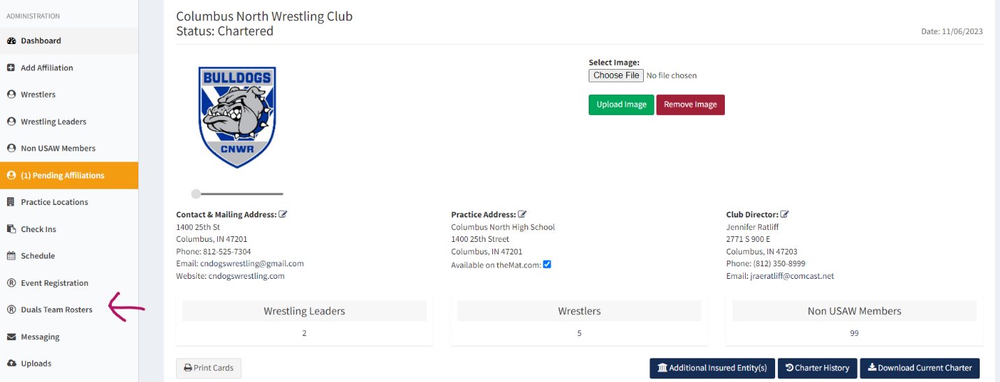 ADMINISTRATION
Dashboard
Add Affiliation
Wrestlers
Wrestling Leaders
Non USAW Members
(1) Pending Affiliations
Practice Locations
Check Ins
Schedule
Event Registration
Duals Team Rosters
Messaging
Uploads
Columbus North Wrestling Club
Status: Chartered
Date: 11/06/2023
BULLDOGS
CNWR
Select Image:
Choose File No file chosen
Upload Image Remove Image
Contact & Mailing Address:
1400 25th St
Columbus, IN 47201
Phone: 812-525-7304
Email: cndogswrestling@gmail.com
Website: cndogswrestling.com
Practice Address:
Columbus North High School
1400 25th Street
Columbus, IN 47201
Available on theMat.com:
Club Director:
Jennifer Ratliff
2771 S 900 E
Columbus, IN 47203
Phone: (812) 350-8999
Email: jraeratliff@comcast.net
Wrestling Leaders
2
Wrestlers
5
Non USAW Members
99
Print Cards
Additional Insured Entity(s) Charter History Download Current Charter